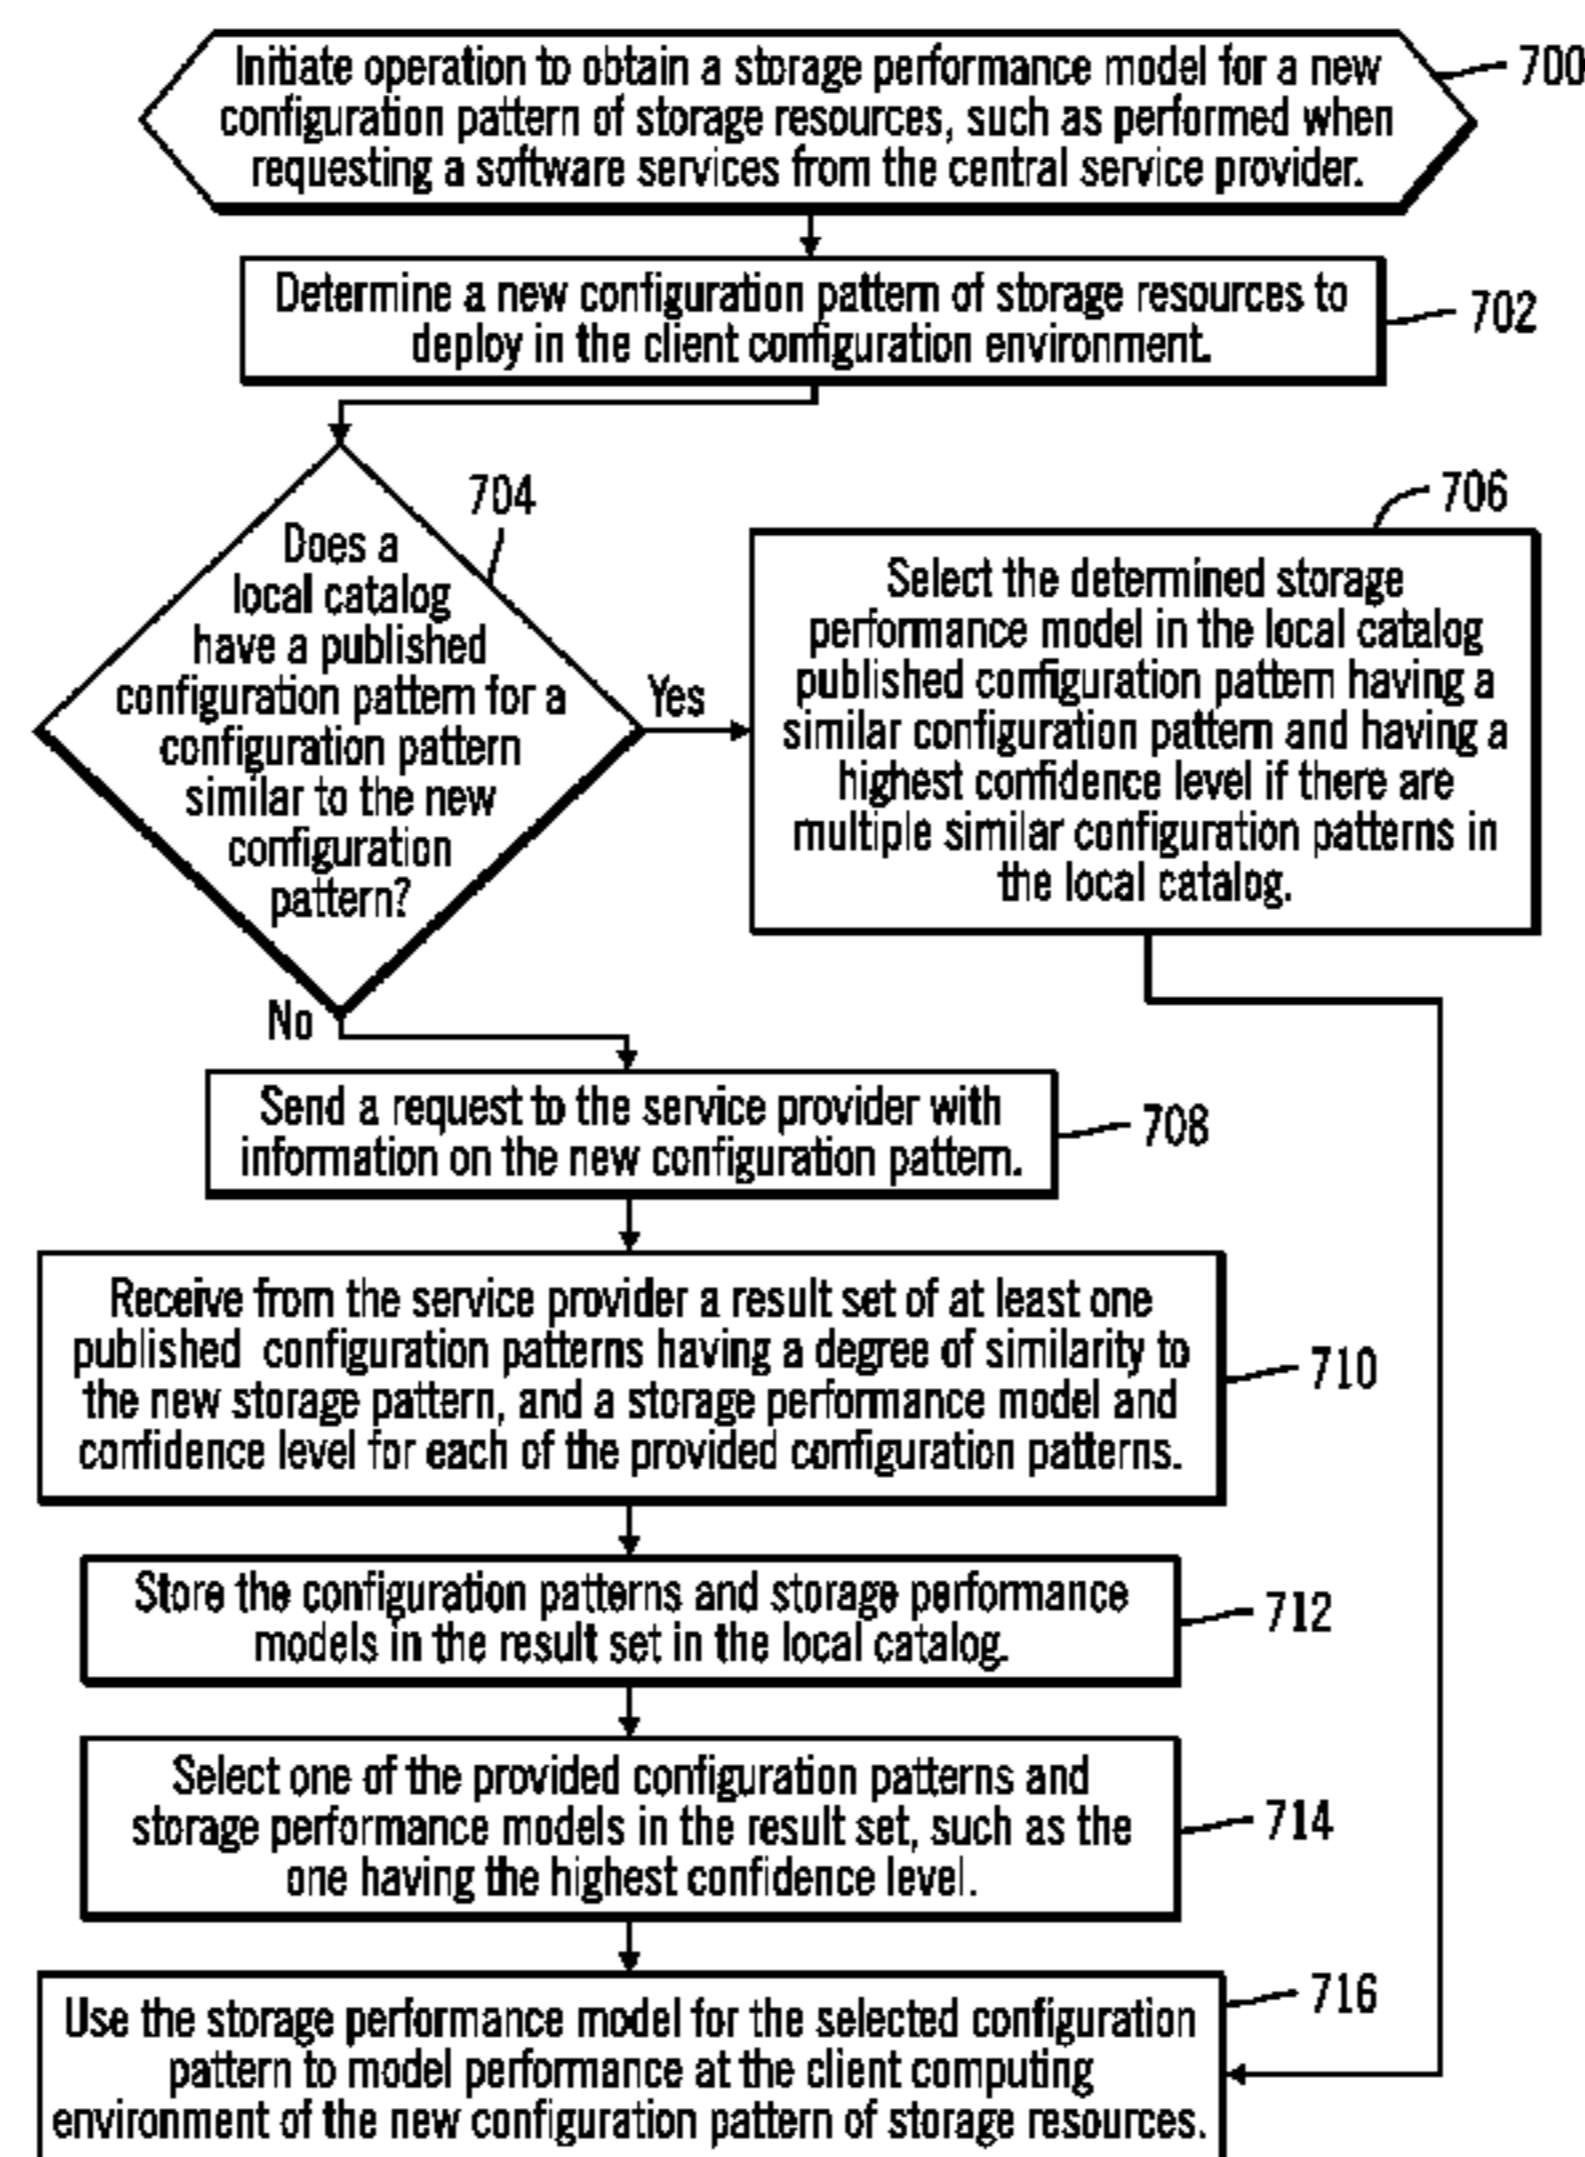 Initiate operation to obtain a storage performance model for a new
configuration pattern of storage resources, such as performed when
requesting a software services from the central service provider.
700
Determine a new configuration pattern of storage resources to
deploy in the client configuration environment.
702
704
Does a
local catalog
have a published
configuration pattern for a
configuration pattern
similar to the new
configuration
pattern?
Yes
706
Select the determined storage
performance model in the local catalog
published configuration pattern having a
similar configuration pattern and having a
highest confidence level if there are
multiple similar configuration patterns in
the local catalog.
No
Send a request to the service provider with
information on the new configuration pattern.
708
Receive from the service provider a result set of at least one
published configuration patterns having a degree of similarity to
the new storage pattern, and a storage performance model and
confidence level for each of the provided configuration patterns.
710
Store the configuration patterns and storage performance
models in the result set in the local catalog.
712
Select one of the provided configuration patterns and
storage performance models in the result set, such as the
one having the highest confidence level.
714
Use the storage performance model for the selected configuration
pattern to model performance at the client computing
environment of the new configuration pattern of storage resources.
716